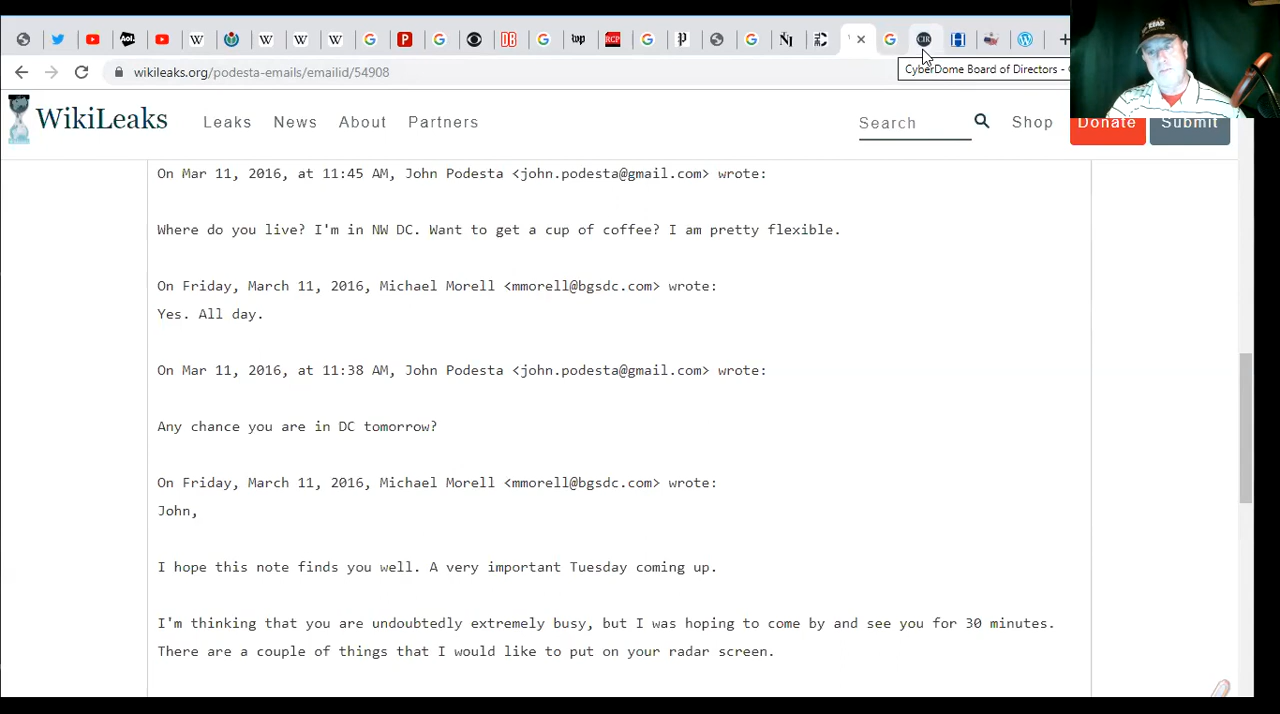 wikileaks.org/podesta-emails/emailid/54908
CyberDome Board of Directors -
WikiLeaks
Leaks News About Partners
Search
Shop
Donate
Submit
On Mar 11, 2016, at 11:45 AM, John Podesta <john.podesta@gmail.com> wrote:
Where do you live? I'm in NW DC. Want to get a cup of coffee? I am pretty flexible.
On Friday, March 11, 2016, Michael Morell <mmorell@bgsdc.com> wrote:
Yes. All day.
On Mar 11, 2016, at 11:38 AM, John Podesta <john.podesta@gmail.com> wrote:
Any chance you are in DC tomorrow?
On Friday, March 11, 2016, Michael Morell <mmorell@bgsdc.com> wrote:
John,
I hope this note finds you well. A very important Tuesday coming up.
I'm thinking that you are undoubtedly extremely busy, but I was hoping to come by and see you for 30 minutes.
There are a couple of things that I would like to put on your radar screen.